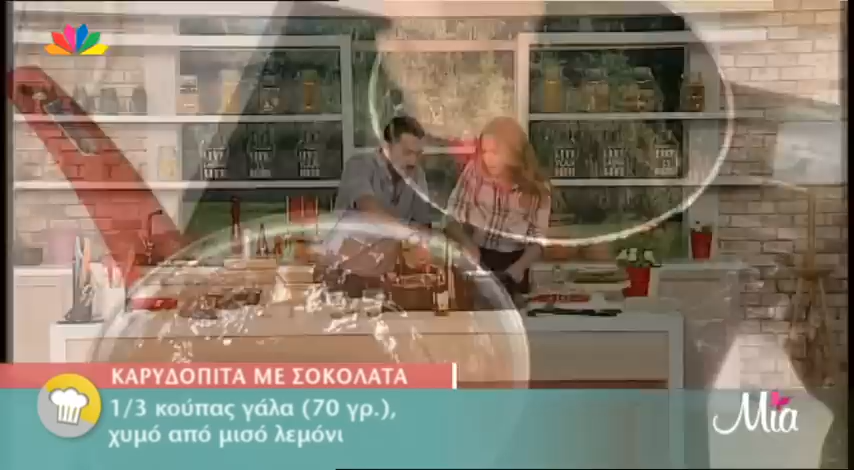 ΚΑΡΥΔΟΠΙΤΑ ΜΕ ΣΟΚΟΛΑΤΑ
1/3 κούπας γάλα (70 γρ.),
χυμό από μισό λεμόνι
Μία